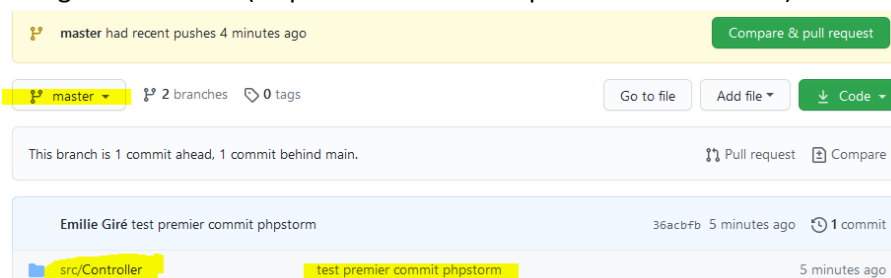 master had recent pushes 4 minutes ago Compare & pull request
master 2 branches 0 tags Go to file Add file Code
This branch is 1 commit ahead, 1 commit behind main. Pull request Compare
Emilie Giré test premier commit phpstorm 36acbfb 5 minutes ago 1 commit
src/Controller test premier commit phpstorm 5 minutes ago